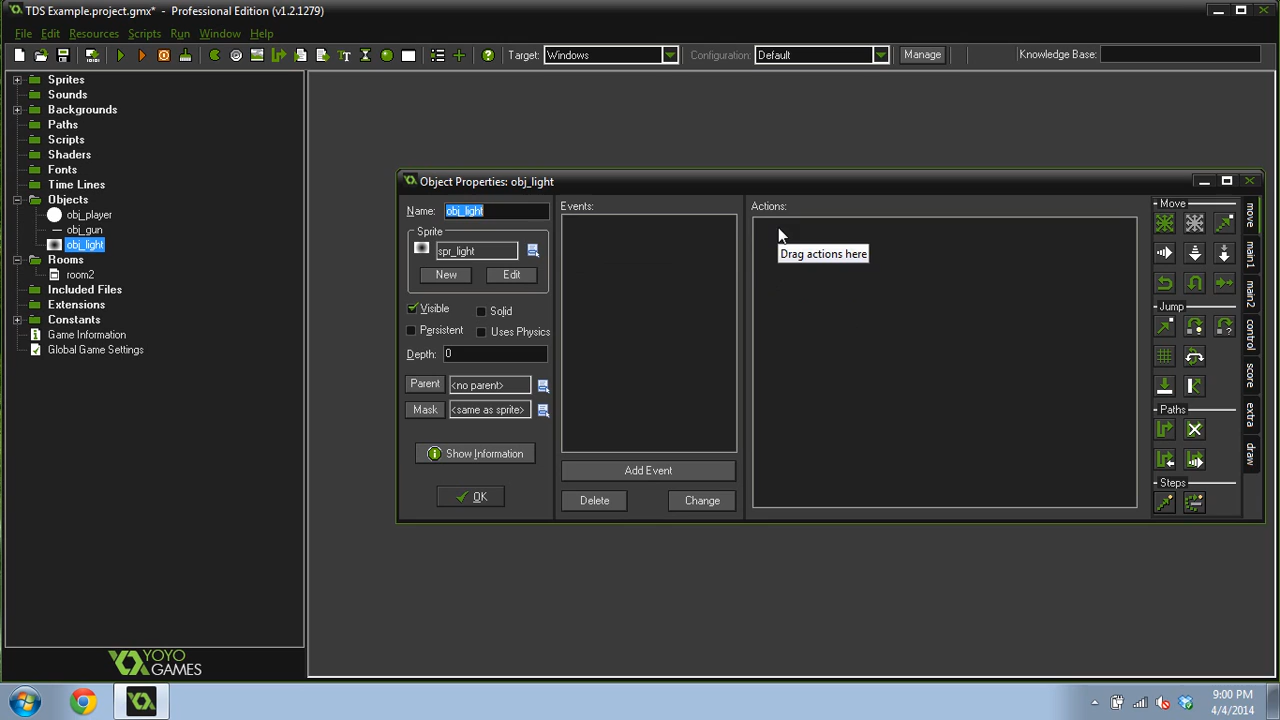 TDS Example.project.gmx* - Professional Edition (v1.2.1279)
File Edit Resources Scripts Run Window Help
Target: Windows Configuration: Default Manage Knowledge Base:
Sprites
Sounds
Backgrounds
Paths
Scripts
Shaders
Fonts
Time Lines
Objects
obj_player
obj_gun
obj_light
Rooms
room2
Included Files
Extensions
Constants
Game Information
Global Game Settings
YOYO
GAMES
Object Properties: obj_light
Name: obj_light
Sprite
spr_light
New Edit
Visible Solid
Persistent Uses Physics
Depth: 0
Parent <no parent>
Mask <same as sprite>
Show Information
OK
Events:
Add Event
Delete Change
Actions:
Drag actions here
Move
Jump
Paths
Steps
move
main1
main2
control
score
extra
draw
9:00 PM
4/4/2014